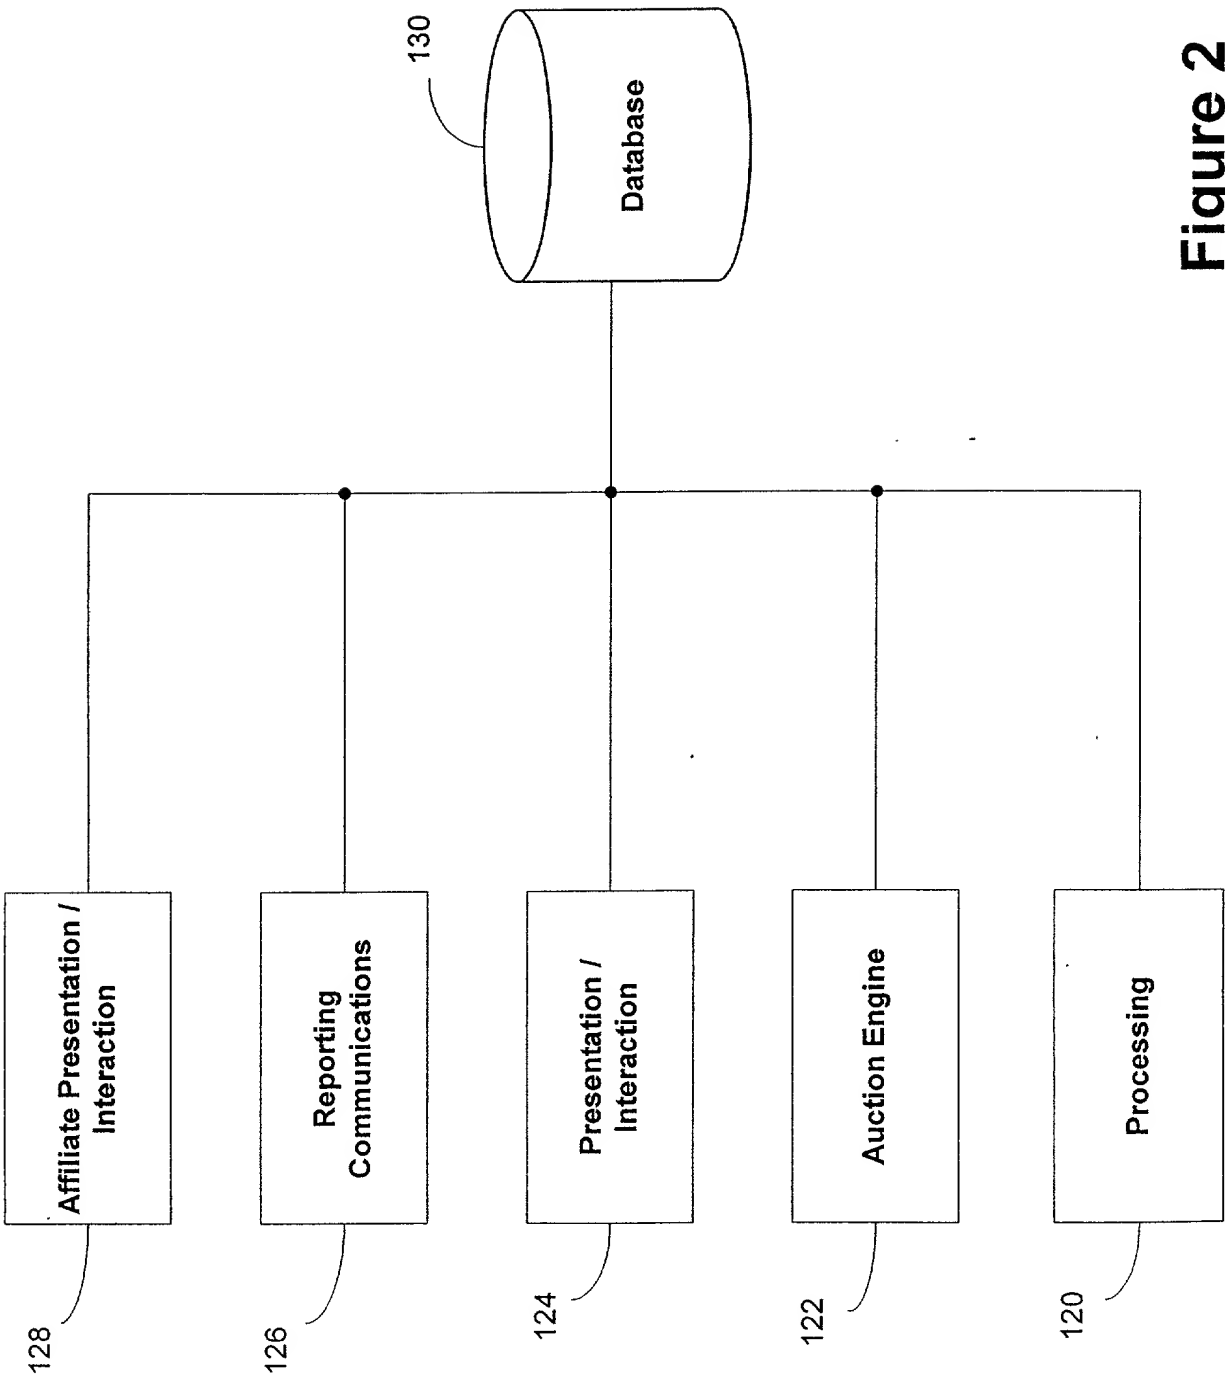 128
Affiliate Presentation /
Interaction
126
Reporting
Communications
124
Presentation /
Interaction
122
Auction Engine
120
Processing
130
Database
Figure 2